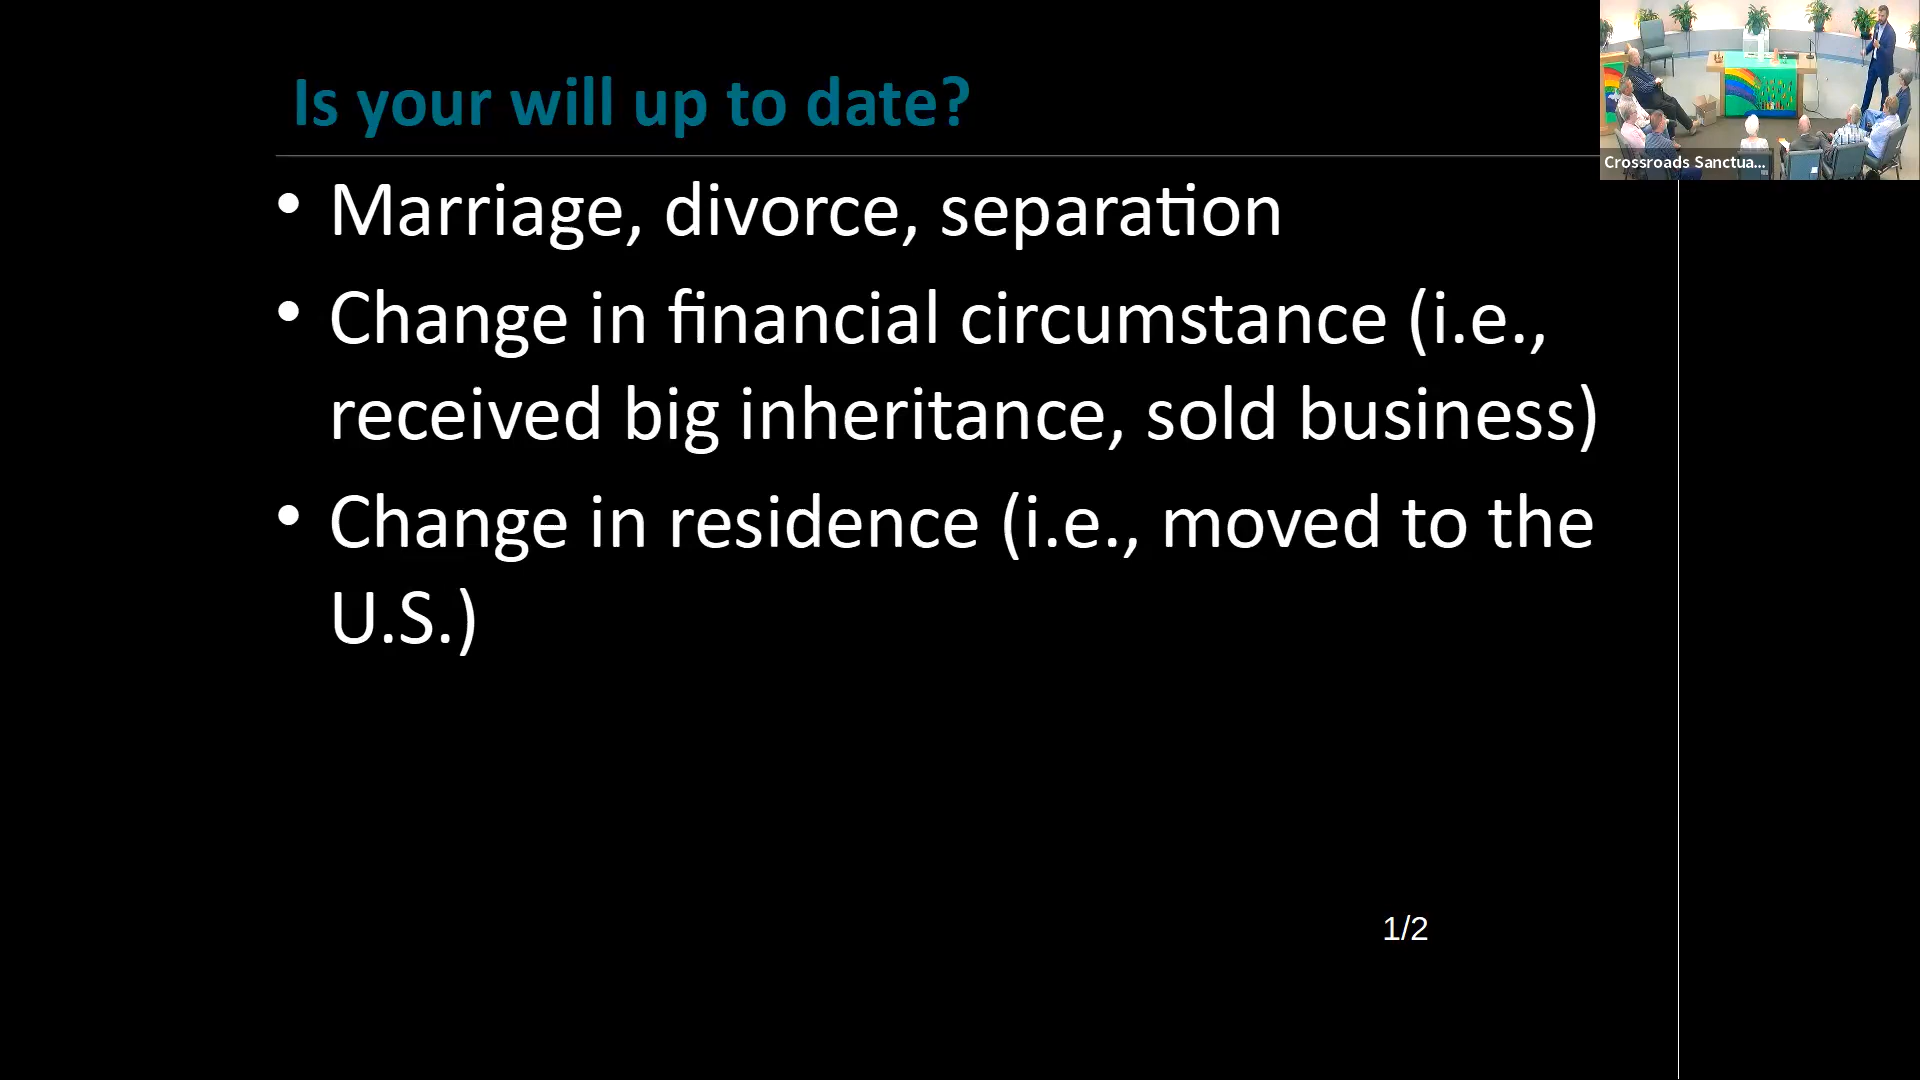 Is your will up to date?
Crossroads Sanctua...
• Marriage, divorce, separation
• Change in financial circumstance (i.e.,
received big inheritance, sold business)
• Change in residence (i.e., moved to the
U.S.)
1/2